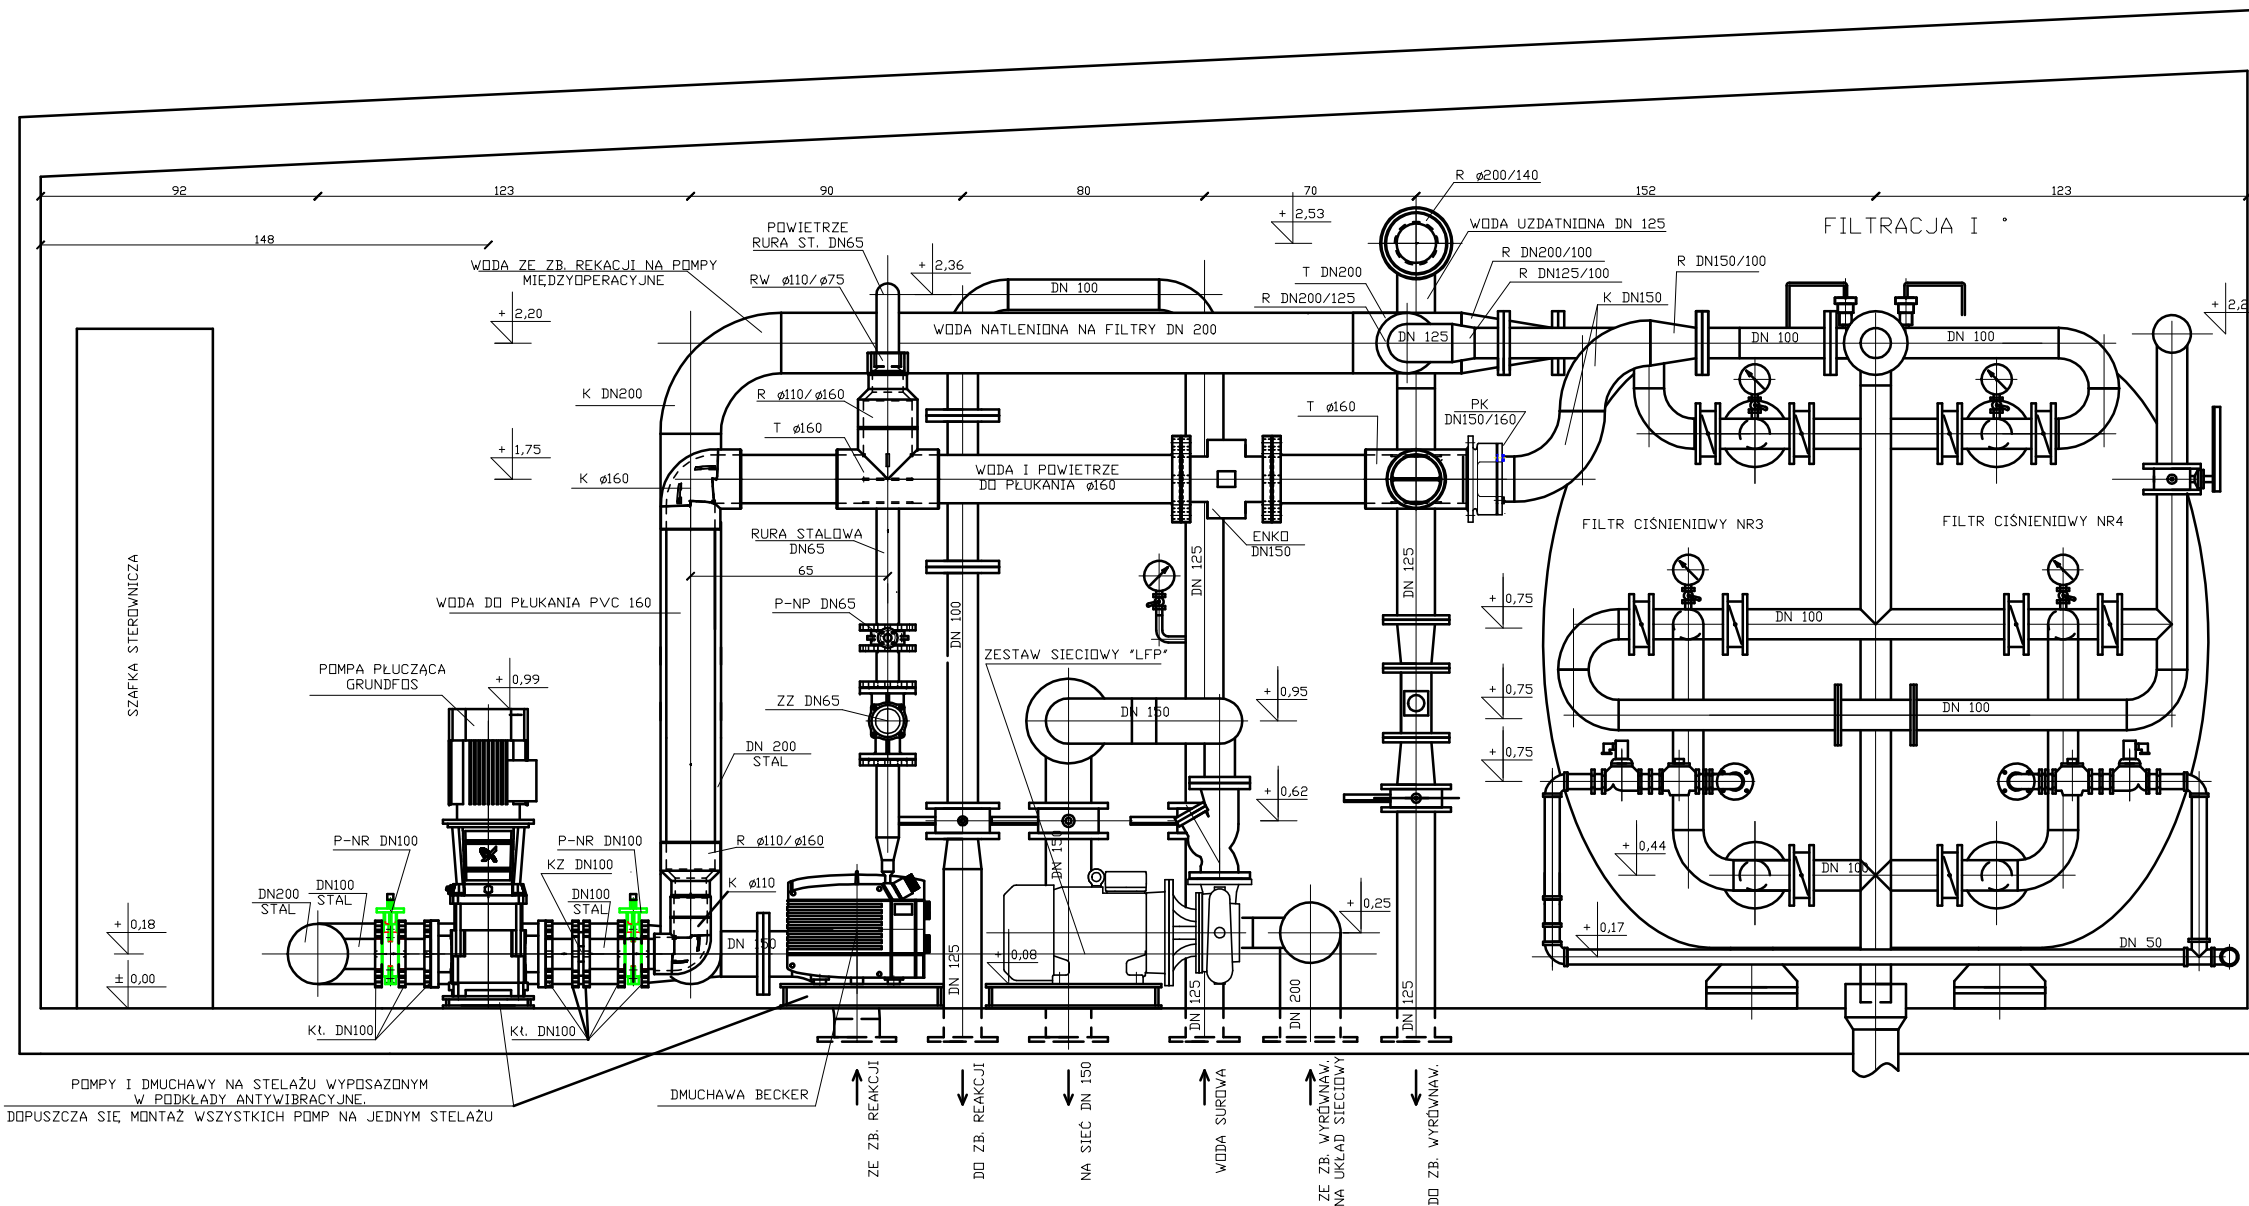 R ø200/140
92
123
90
80
70
152
123
+ 2,53
WODA UZDATNIONA DN 125
FILTRACJA I °
POWIETRZE
RURA ST. DN65
148
WODA ZE ZB. REKACJI NA POMPY
MIĘDZYOPERACYJNE
+ 2,36
RW ø110/ø75
DN 100
T DN200
R DN200/100
R DN125/100
R DN150/100
R DN200/125
K DN150
+ 2,20
WODA NATLENIONA NA FILTRY DN 200
DN 125
DN 100
DN 100
K DN200
R ø110/ø160
T ø160
T ø160
PK
DN150/160
+ 1,75
K ø160
WODA I POWIETRZE
DO PŁUKANIA ø160
FILTR CIŚNIENIOWY NR3
FILTR CIŚNIENIOWY NR4
RURA STALOWA
DN65
ENKO
DN150
65
DN 125
DN 125
SZAFKA STEROWNICZA
WODA DO PŁUKANIA PVC 160
P-NP DN65
DN 100
+ 0,75
DN 100
ZESTAW SIECIOWY "LFP"
POMPA PŁUCZĄCA
GRUNDFOS
+ 0,99
ZZ DN65
DN 150
+ 0,95
+ 0,75
DN 100
DN 200
STAL
+ 0,75
+ 0,62
P-NR DN100
P-NR DN100
KZ DN100
R ø110/ø160
DN 150
+ 0,44
DN 100
DN200
STAL
DN100
STAL
DN100
STAL
K ø110
+ 0,18
DN 150
+ 0,25
+ 0,17
DN 50
+ 0,08
± 0,00
DN 125
DN 125
DN 200
DN 125
KŁ. DN100
KŁ. DN100
POMPY I DMUCHAWY NA STELAŻU WYPOSAZONYM
W PODKŁADY ANTYWIBRACYJNE.
DOPUSZCZA SIĘ MONTAŻ WSZYSTKICH POMP NA JEDNYM STELAŻU
DMUCHAWA BECKER
ZE ZB. REAKCJI
DO ZB. REAKCJI
NA SIEĆ DN 150
WODA SUROWA
ZE ZB. WYRÓWNAW.
NA UKŁAD SIECIOWY
DO ZB. WYRÓWNAW.